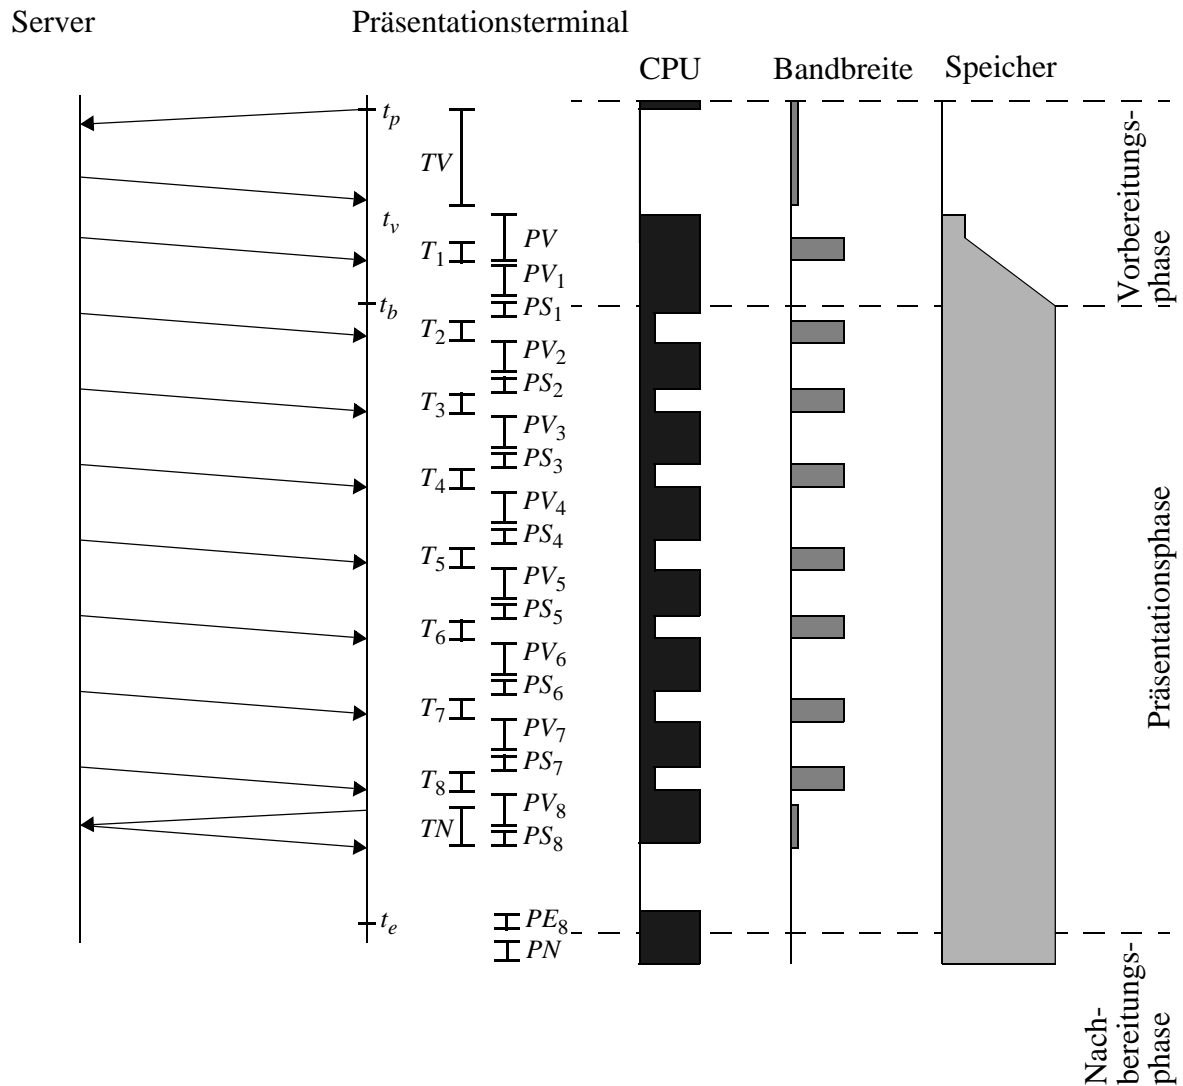 Server
Präsentationsterminal
CPU
Bandbreite
Speicher
t_p
TV
t_v
PV
T_1
PV_1
PS_1
t_b
T_2
PV_2
PS_2
T_3
PV_3
PS_3
T_4
PV_4
PS_4
T_5
PV_5
PS_5
T_6
PV_6
PS_6
T_7
PV_7
PS_7
T_8
PV_8
TN
PS_8
t_e
PE_8
PN
Vorbereitungs-
phase
Präsentationsphase
Nach-
bereitungs-
phase